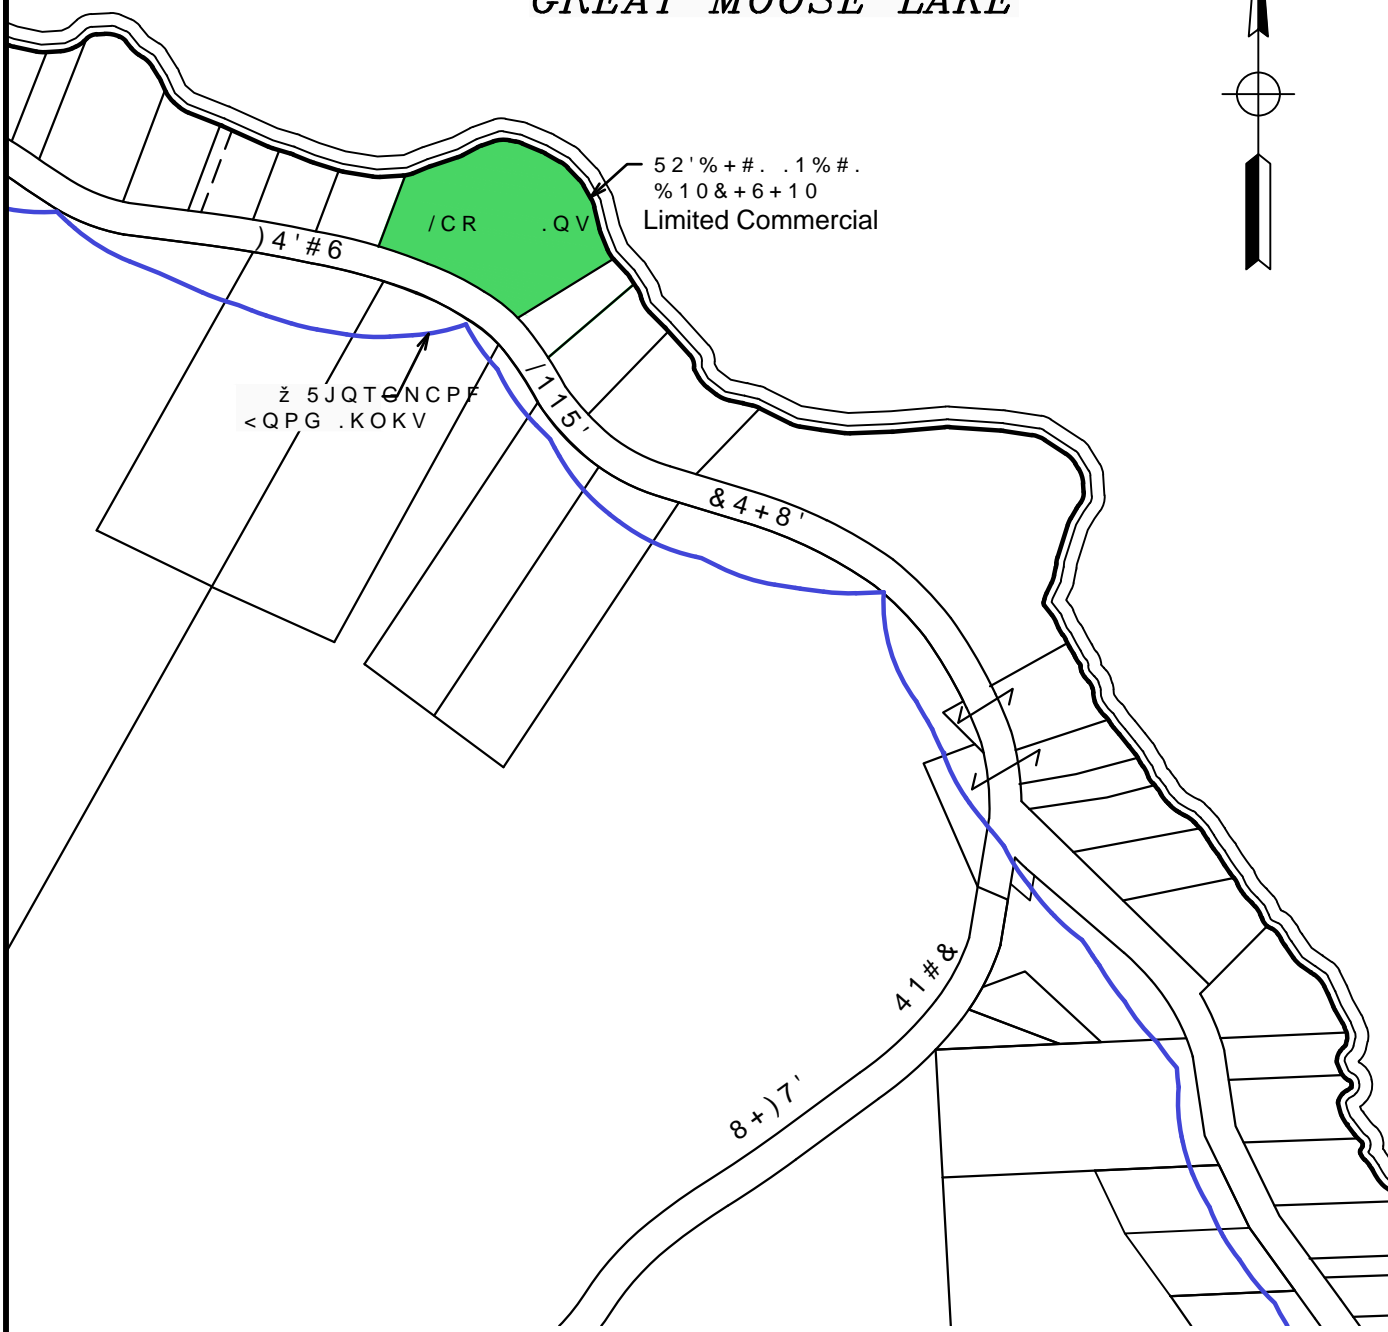 GREAT MOOSE LAKE
52'%+#. .1%#.
%10&+6+10
Limited Commercial
/CR .QV
)4'#6
/115'
&4+8'
ž 5JQTGNCPF
<QPG .KOKV
41#&
8+)7'